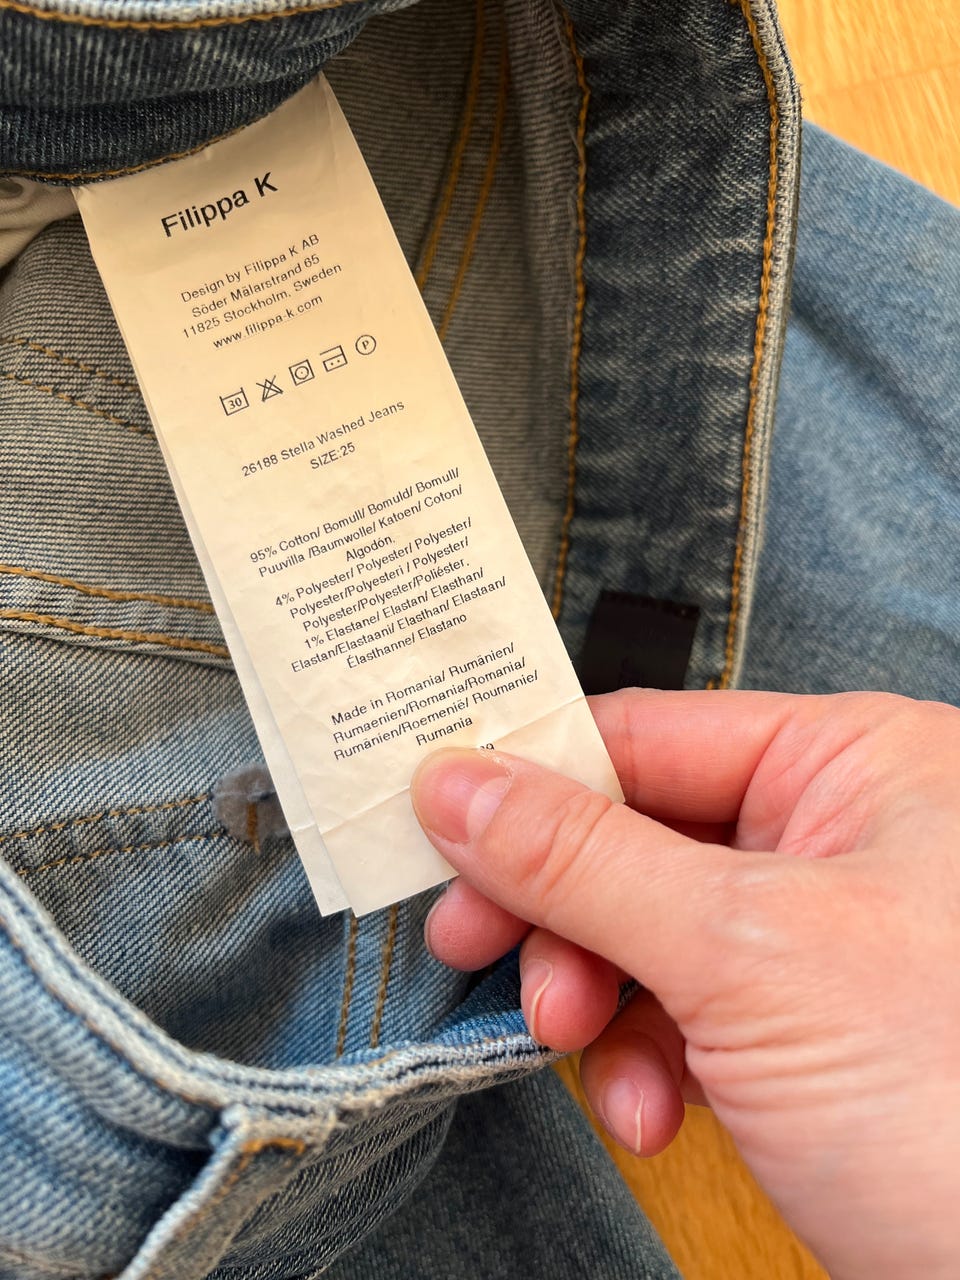 Filippa K
Design by Filippa K AB
Söder Mälarstrand 65
11825 Stockholm, Sweden
www.filippa-k.com
30 P
26188 Stella Washed Jeans
SIZE:25
95% Cotton/ Bomull/ Bomuld/ Bomull/
Puuvilla /Baumwolle/ Katoen/ Coton/
Algodón.
4% Polyester/ Polyester/ Polyester/
Polyester/Polyesteri / Polyester/
Polyester/Polyester/Poliéster.
1% Elastane/ Elastan/ Elasthan/
Elastan/Elastaani/ Elasthan/ Elastaan/
Élasthanne/ Elastano
Made in Romania/ Rumänien/
Rumaenien/Romania/Romania/
Rumänien/Roemenië/ Roumanie/
Rumania